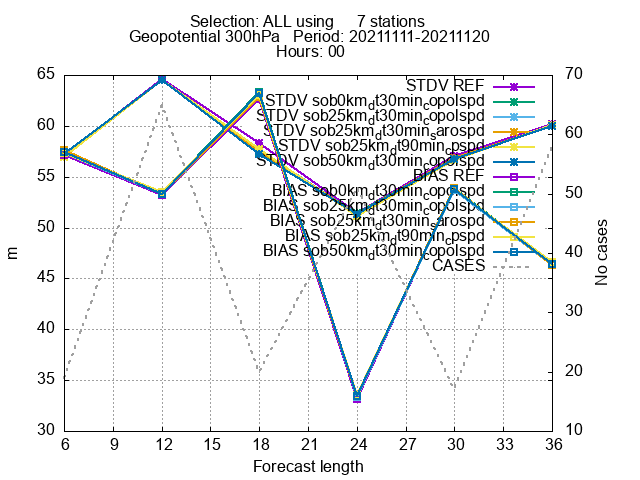 Selection: ALL using     7 stations
Geopotential 300hPa   Period: 20211111-20211120
Hours: 00
STDV REF
STDV sob0km_dt30min_copolspd
STDV sob25km_dt30min_copolspd
STDV sob25km_dt30min_sarospd
STDV sob25km_dt90min_cpspd
STDV sob50km_dt30min_copolspd
BIAS REF
BIAS sob0km_dt30min_copolspd
BIAS sob25km_dt30min_copolspd
BIAS sob25km_dt30min_sarospd
BIAS sob25km_dt90min_cpspd
BIAS sob50km_dt30min_copolspd
CASES
65
60
55
50
45
40
35
30
m
70
60
50
40
30
20
10
No cases
6 9 12 15 18 21 24 27 30 33 36
Forecast length